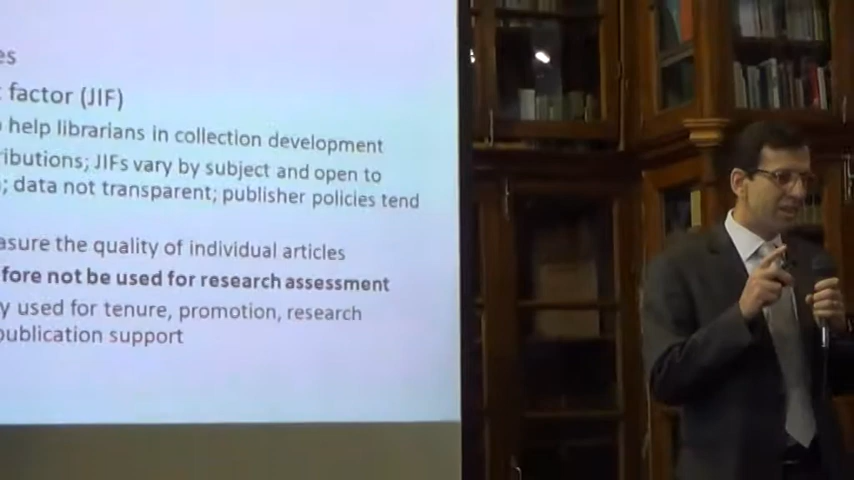 es
factor (JIF)
help librarians in collection development
ributions; JIFs vary by subject and open to
; data not transparent; publisher policies tend
asure the quality of individual articles
fore not be used for research assessment
y used for tenure, promotion, research
publication support